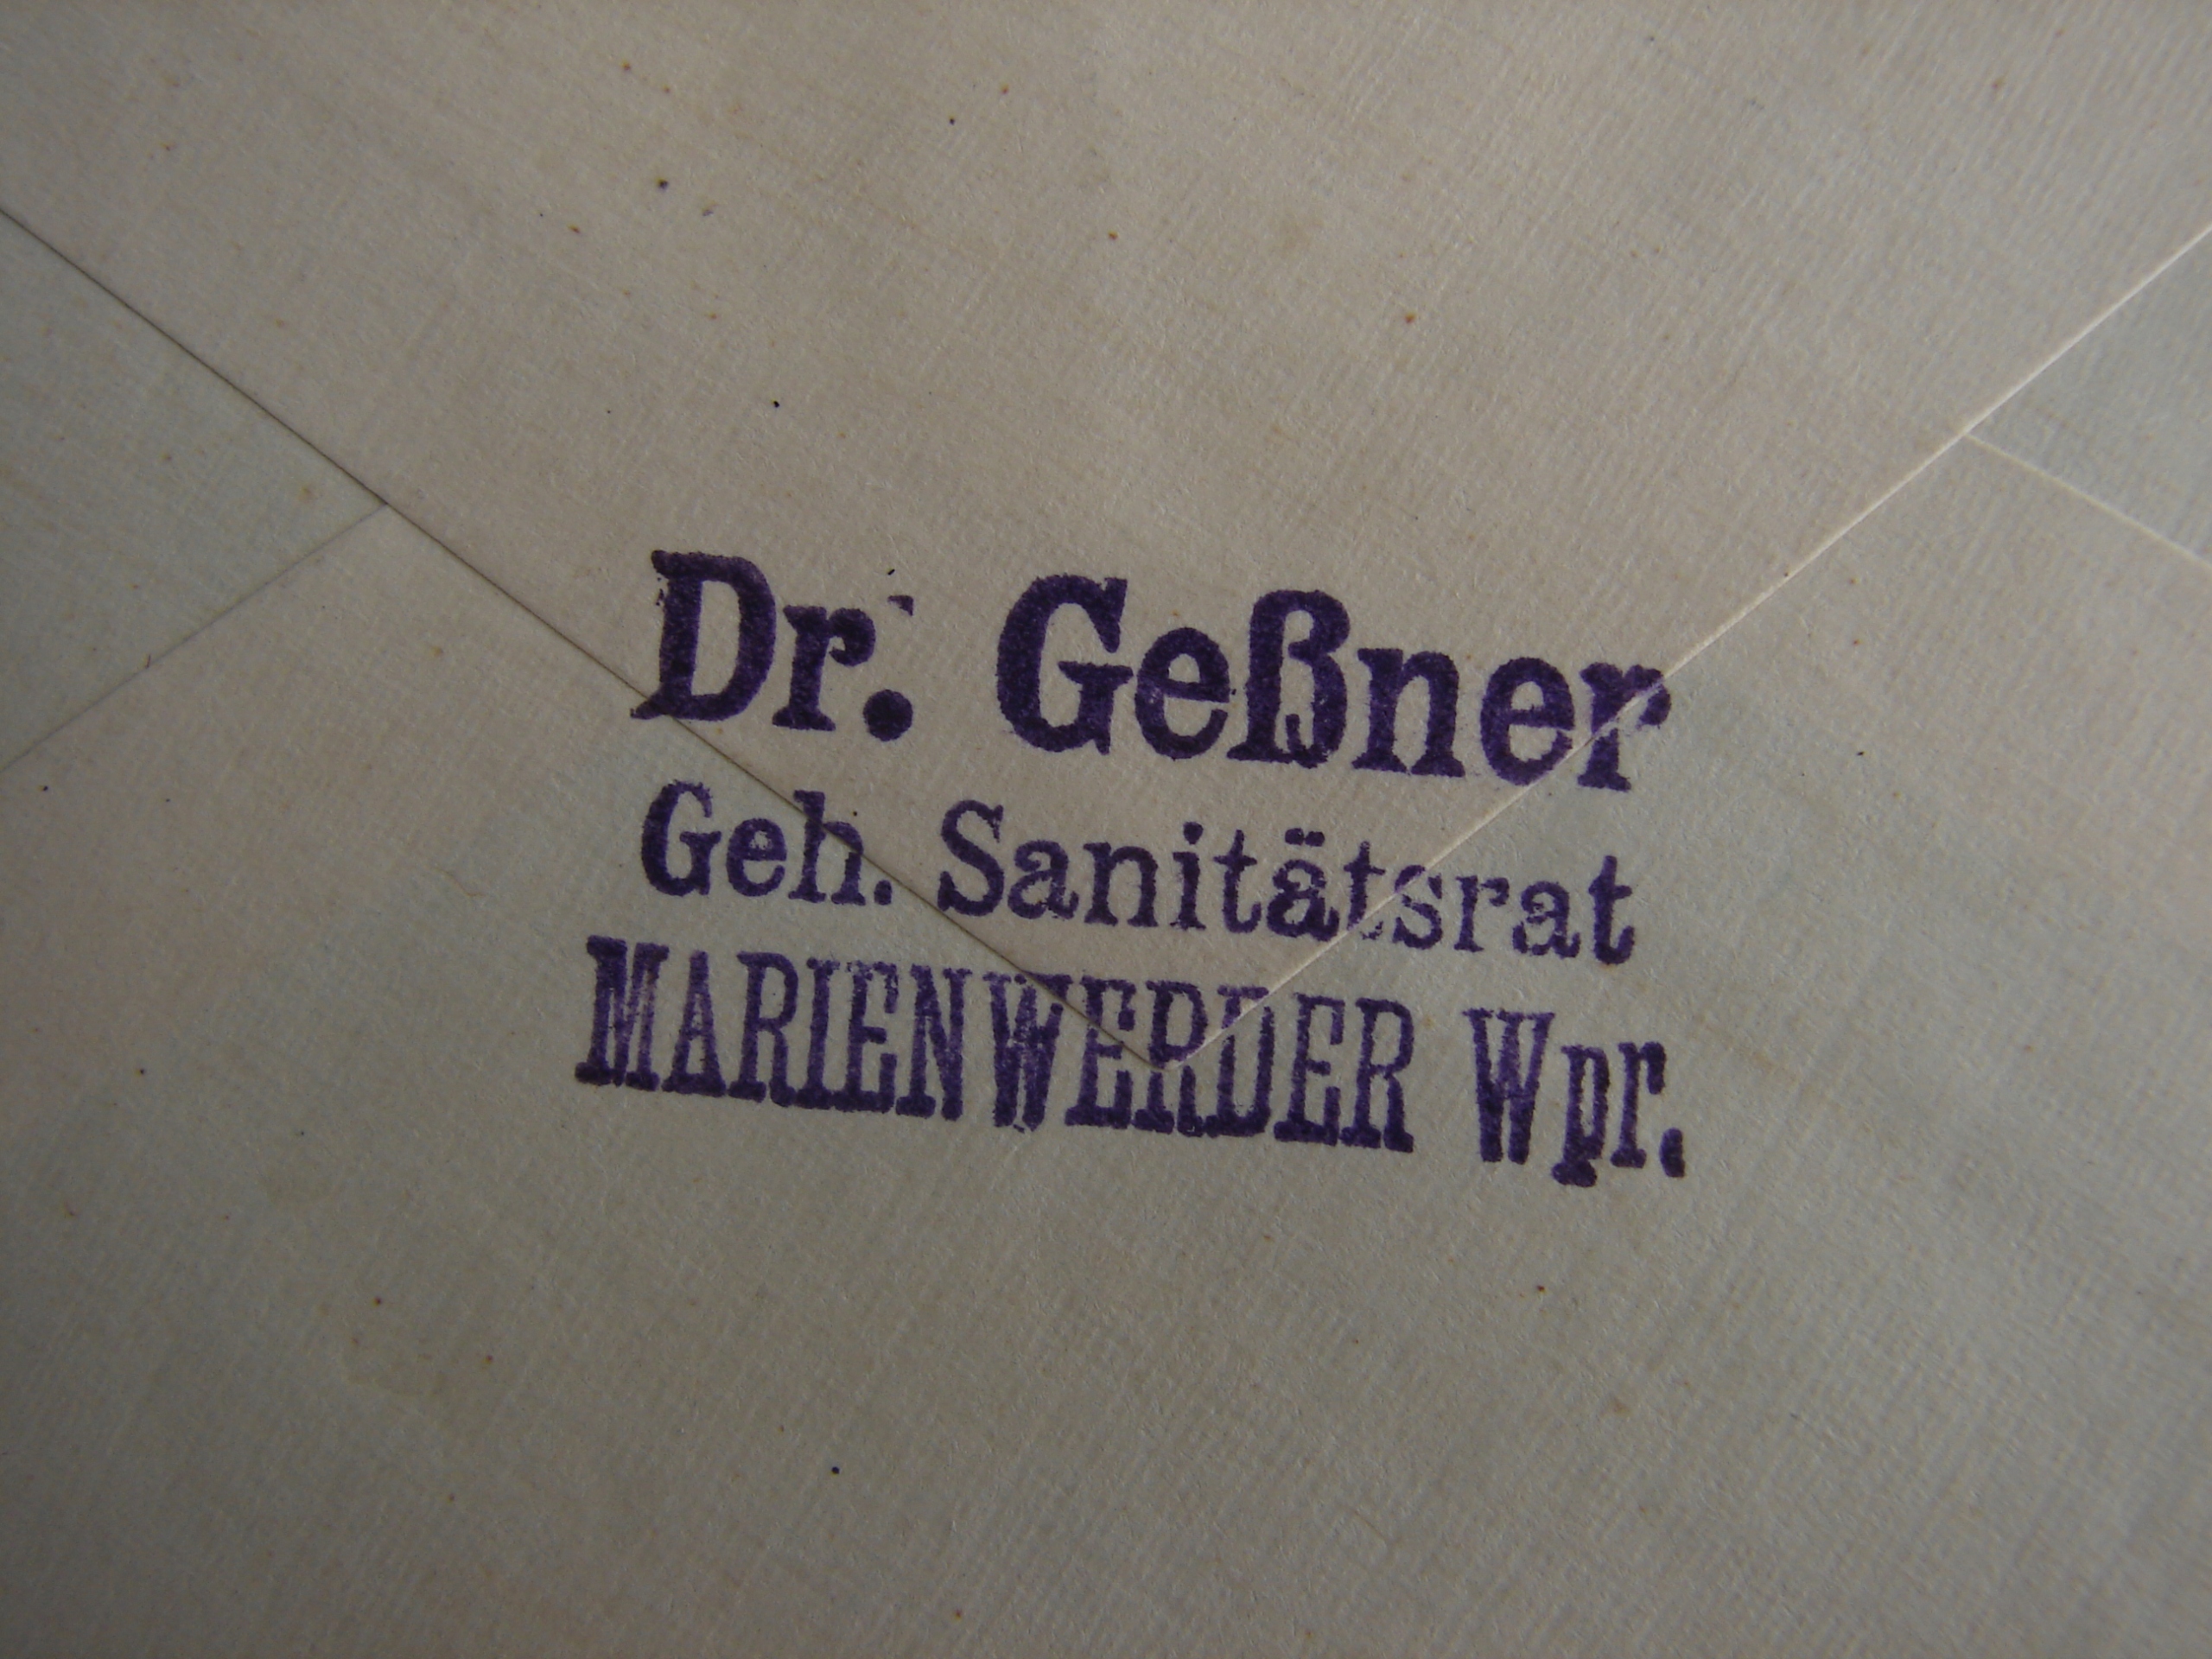 Dr. Geßner
Geh. Sanitätsrat
MARIENWERDER Wpr.